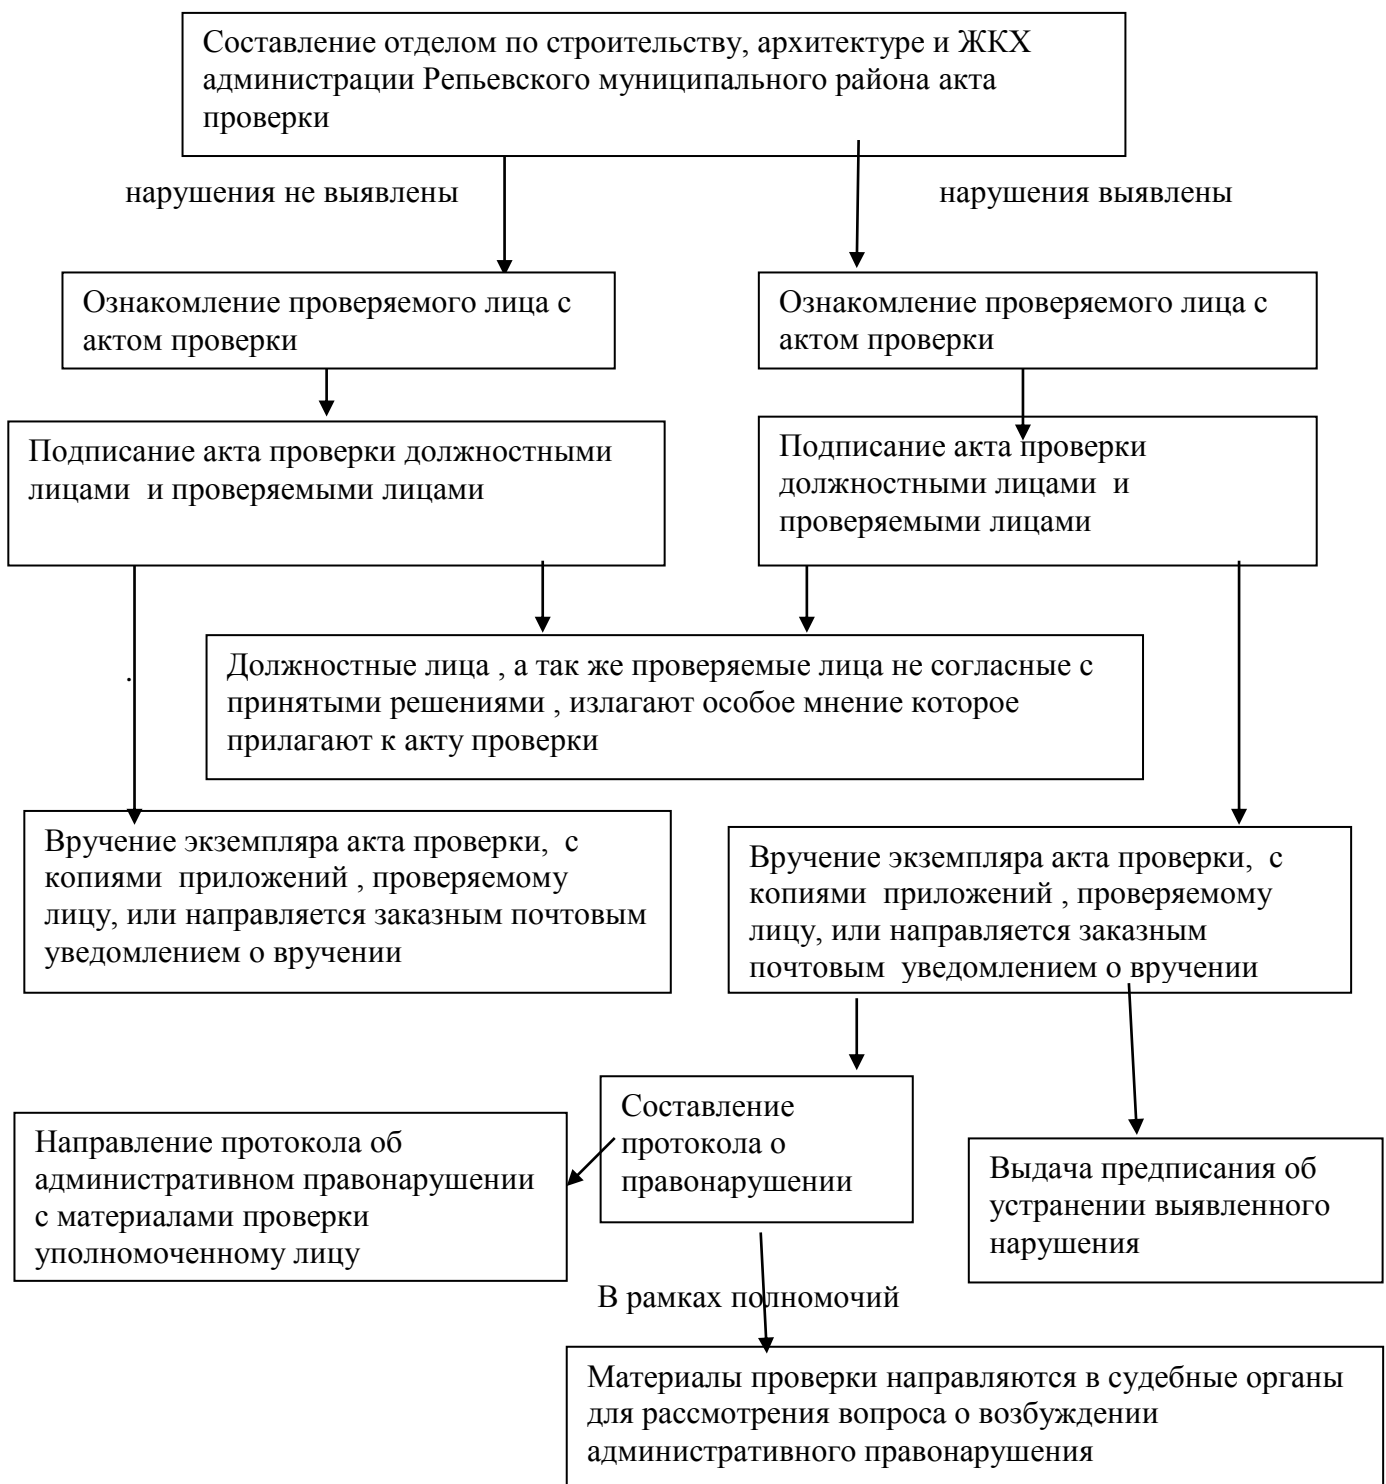 Составление отделом по строительству, архитектуре и ЖКХ
администрации Репьевского муниципального района акта
проверки
нарушения не выявлены
нарушения выявлены
Ознакомление проверяемого лица с
актом проверки
Ознакомление проверяемого лица с
актом проверки
Подписание акта проверки должностными
лицами  и проверяемыми лицами
Подписание акта проверки
должностными лицами  и
проверяемыми лицами
Должностные лица , а так же проверяемые лица не согласные с
принятыми решениями , излагают особое мнение которое
прилагают к акту проверки
.
Вручение экземпляра акта проверки,  с
копиями  приложений , проверяемому
лицу, или направляется заказным почтовым
уведомлением о вручении
Вручение экземпляра акта проверки,  с
копиями  приложений , проверяемому
лицу, или направляется заказным
почтовым  уведомлением о вручении
Составление
протокола о
правонарушении
Направление протокола об
административном правонарушении
с материалами проверки
уполномоченному лицу
Выдача предписания об
устранении выявленного
нарушения
В рамках полномочий
Материалы проверки направляются в судебные органы
для рассмотрения вопроса о возбуждении
административного правонарушения